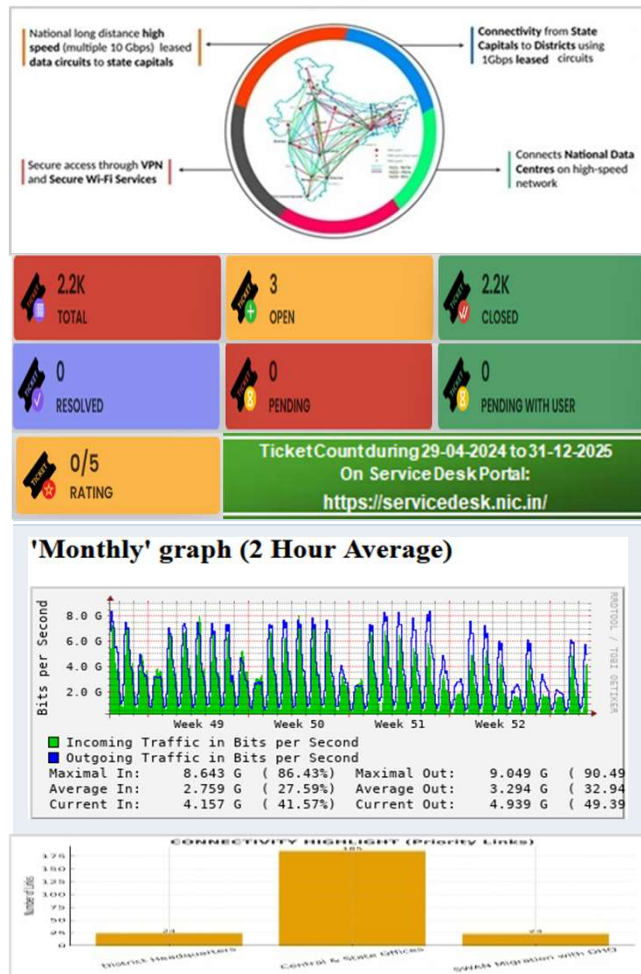 National long distance high
speed (multiple 10 Gbps) leased
data circuits to state capitals
Connectivity from State
Capitals to Districts using
1Gbps leased circuits
Secure access through VPN
and Secure Wi-Fi Services
Connects National Data
Centres on high-speed
network
TICKET
2.2K
TOTAL
TICKET
3
OPEN
TICKET
2.2K
CLOSED
TICKET
0
RESOLVED
TICKET
0
PENDING
TICKET
0
PENDING WITH USER
TICKET
0/5
RATING
Ticket Count during 29-04-2024 to 31-12-2025
On Service Desk Portal:
https://servicedesk.nic.in/
'Monthly' graph (2 Hour Average)
Bits per Second
8.0 G
6.0 G
4.0 G
2.0 G
RRDTOOL / TOBI OETIKER
Week 49 Week 50 Week 51 Week 52
Incoming Traffic in Bits per Second
Outgoing Traffic in Bits per Second
Maximal In: 8.643 G ( 86.43%) Maximal Out: 9.049 G ( 90.49
Average In: 2.759 G ( 27.59%) Average Out: 3.294 G ( 32.94
Current In: 4.157 G ( 41.57%) Current Out: 4.939 G ( 49.39
CONNECTIVITY HIGHLIGHT (Priority Links)
Number of Links
175
150
125
100
75
50
25
0
185
District Headquarters
Central & State Offices
SWAN Migration with DHQ